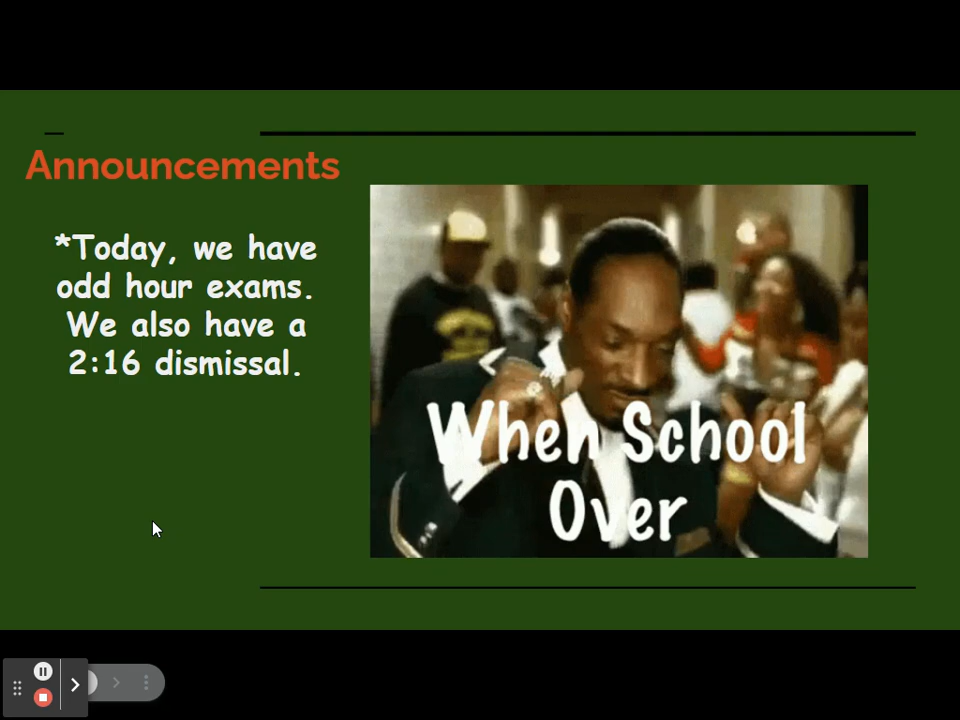 Announcements
*Today, we have
odd hour exams.
We also have a
2:16 dismissal.
When School
Over